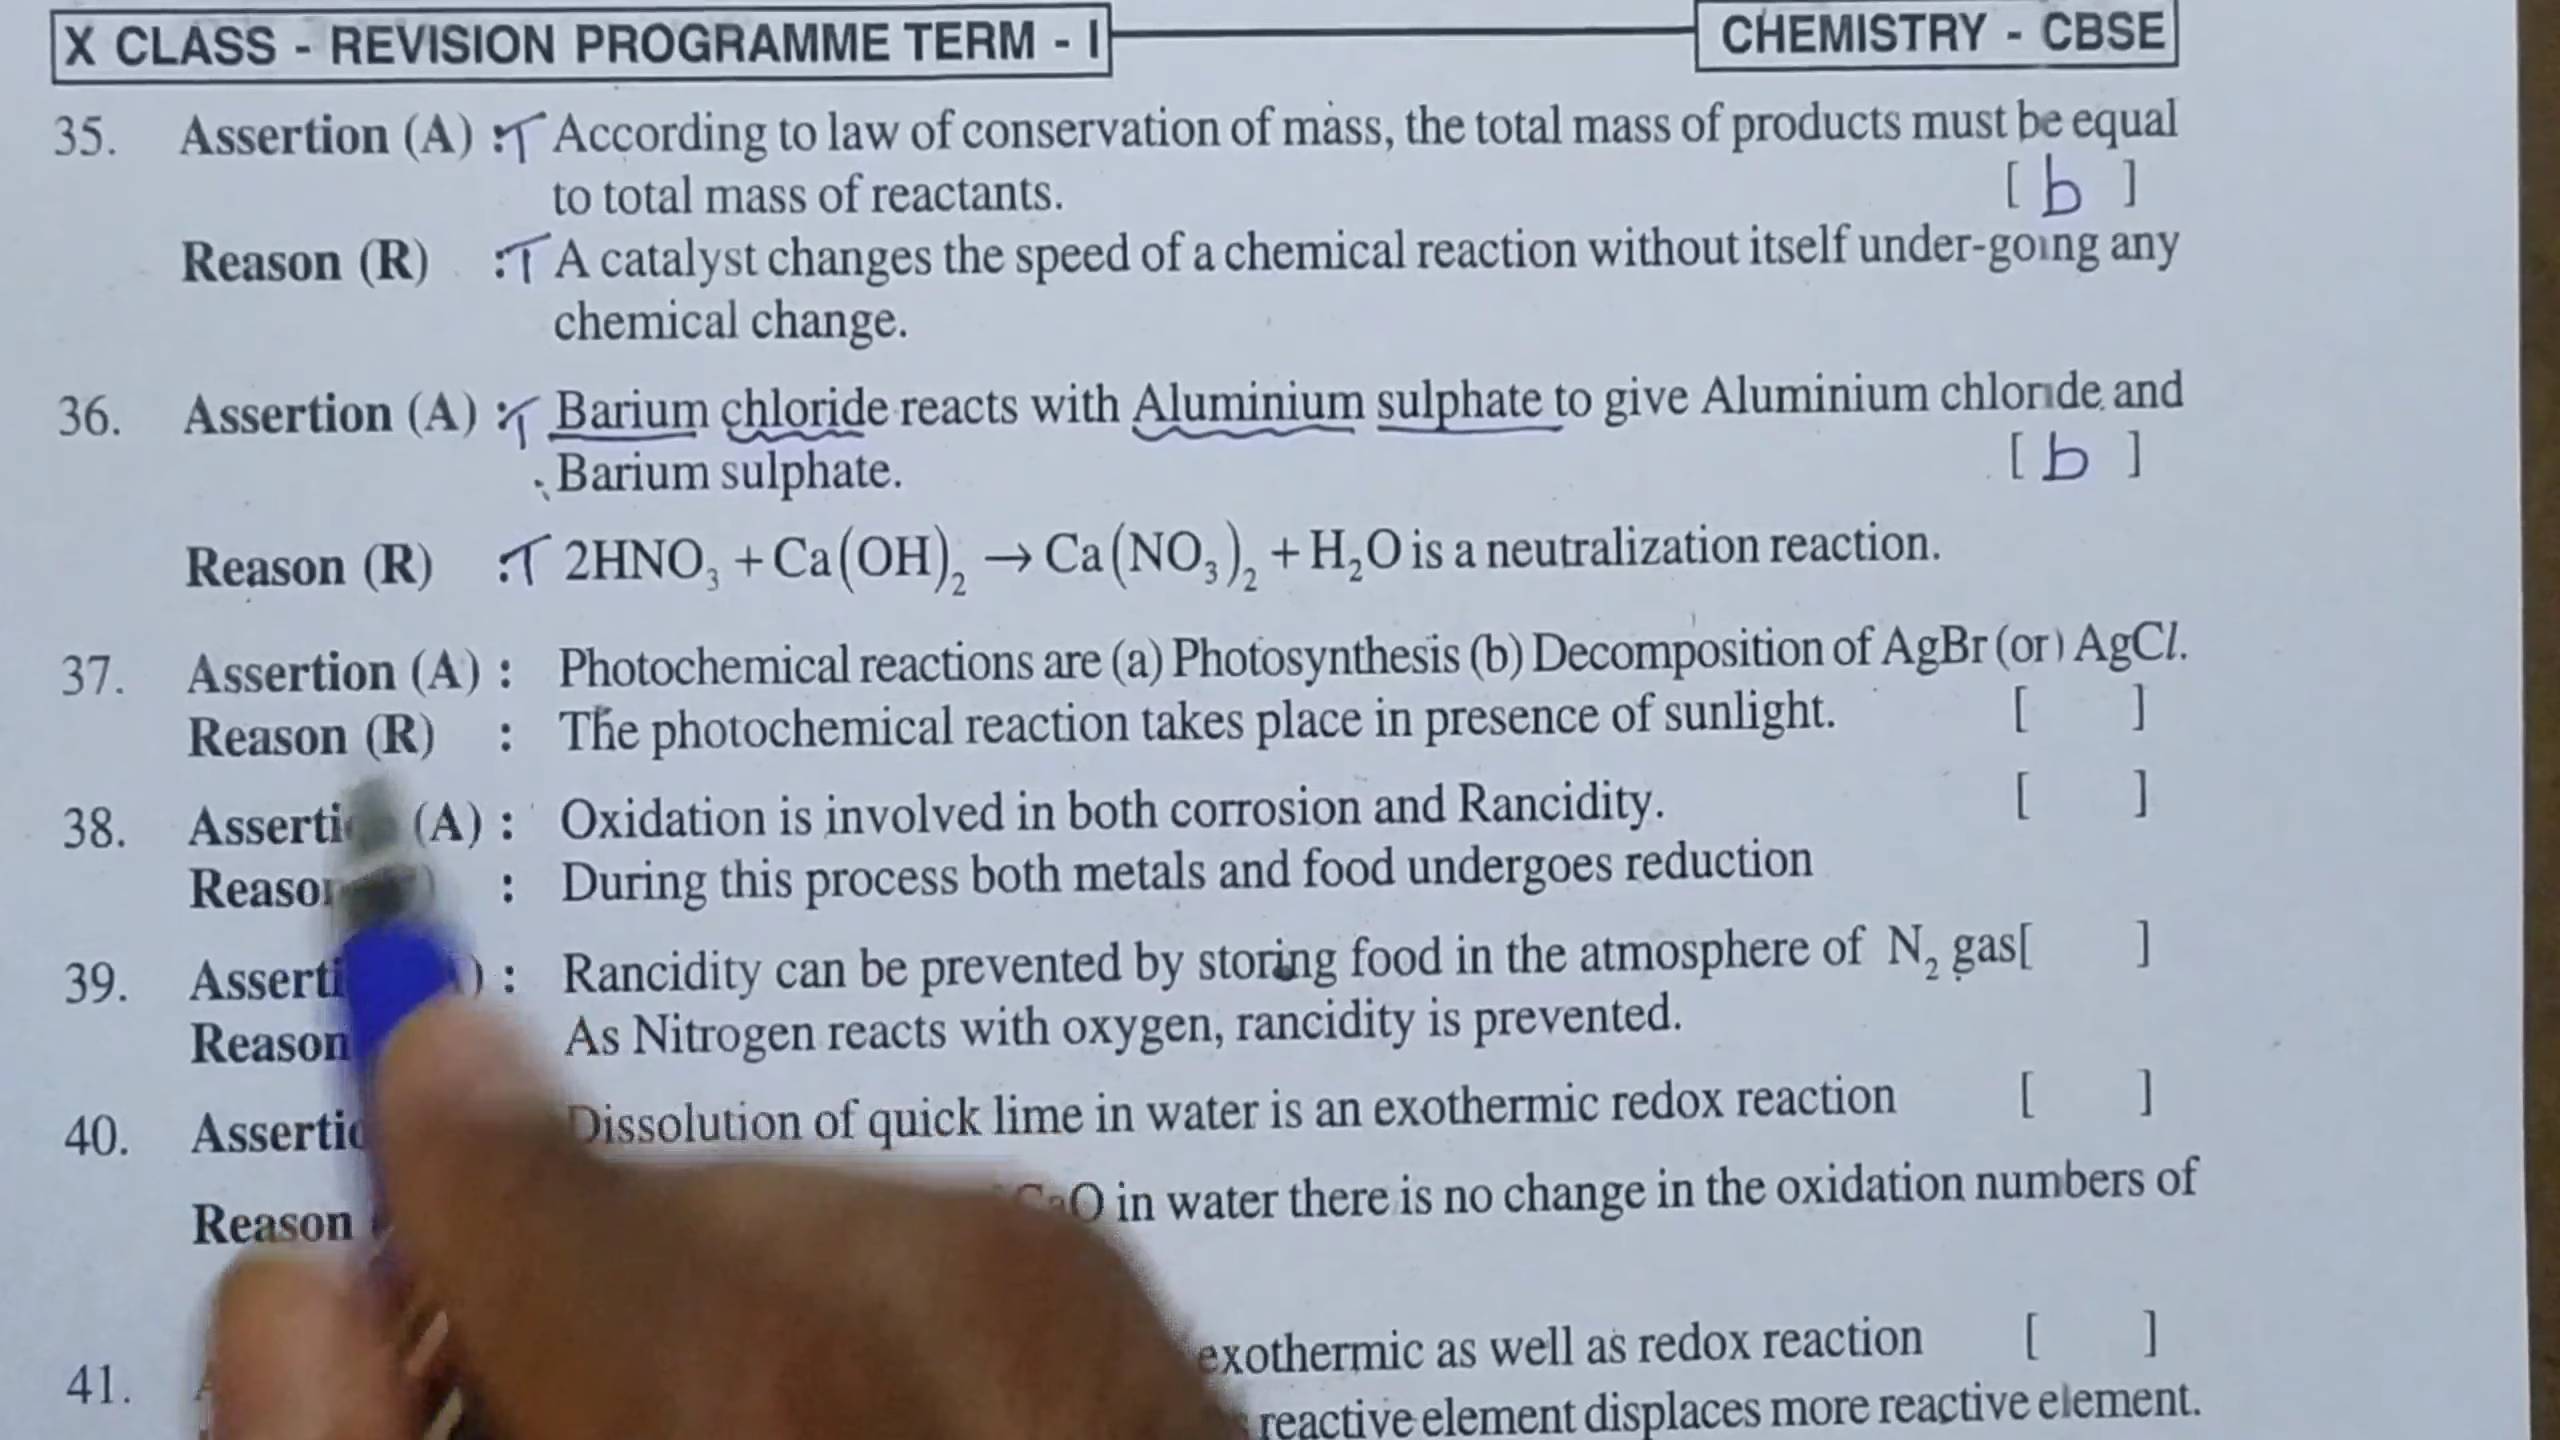 X CLASS - REVISION PROGRAMME TERM - I CHEMISTRY - CBSE
35. Assertion (A) : T According to law of conservation of mass, the total mass of products must be equal
to total mass of reactants. [ b ]
Reason (R) : T A catalyst changes the speed of a chemical reaction without itself under-going any
chemical change.
36. Assertion (A) : T Barium chloride reacts with Aluminium sulphate to give Aluminium chloride and
Barium sulphate. [ b ]
Reason (R) : T 2HNO₃ + Ca(OH)₂ → Ca(NO₃)₂ + H₂O is a neutralization reaction.
37. Assertion (A) : Photochemical reactions are (a) Photosynthesis (b) Decomposition of AgBr (or) AgCl.
Reason (R) : The photochemical reaction takes place in presence of sunlight. [ ]
38. (A) : Oxidation is involved in both corrosion and Rancidity. [ ]
: During this process both metals and food undergoes reduction
39. : Rancidity can be prevented by storing food in the atmosphere of N₂ gas[ ]
Reason As Nitrogen reacts with oxygen, rancidity is prevented.
40. Dissolution of quick lime in water is an exothermic redox reaction [ ]
Reason CaO in water there is no change in the oxidation numbers of
41. exothermic as well as redox reaction [ ]
reactive element displaces more reactive element.